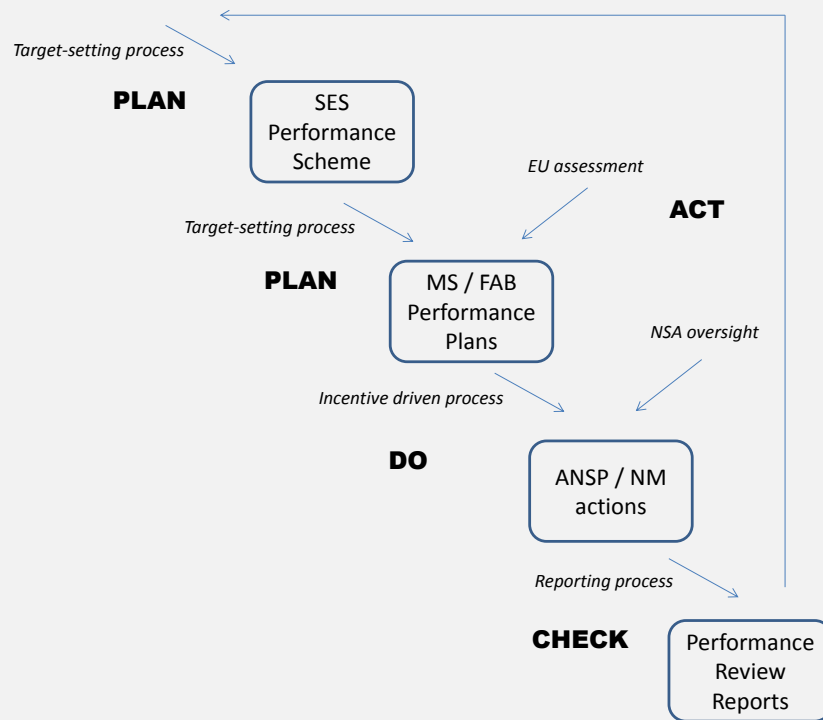 Target-setting process
PLAN
SES
Performance
Scheme
EU assessment
ACT
Target-setting process
PLAN
MS / FAB
Performance
Plans
NSA oversight
Incentive driven process
DO
ANSP / NM
actions
Reporting process
CHECK
Performance
Review
Reports